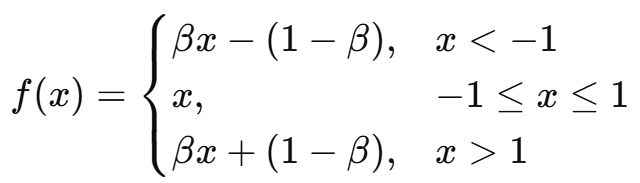 βx − (1 − β), x < −1
f(x) = { x, −1 ≤ x ≤ 1
βx + (1 − β), x > 1